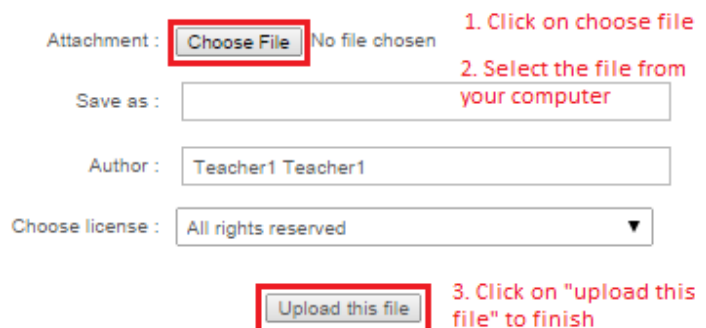 1. Click on choose file
Attachment : Choose File No file chosen
2. Select the file from
your computer
Save as :
Author : Teacher1 Teacher1
Choose license : All rights reserved
Upload this file
3. Click on "upload this
file" to finish